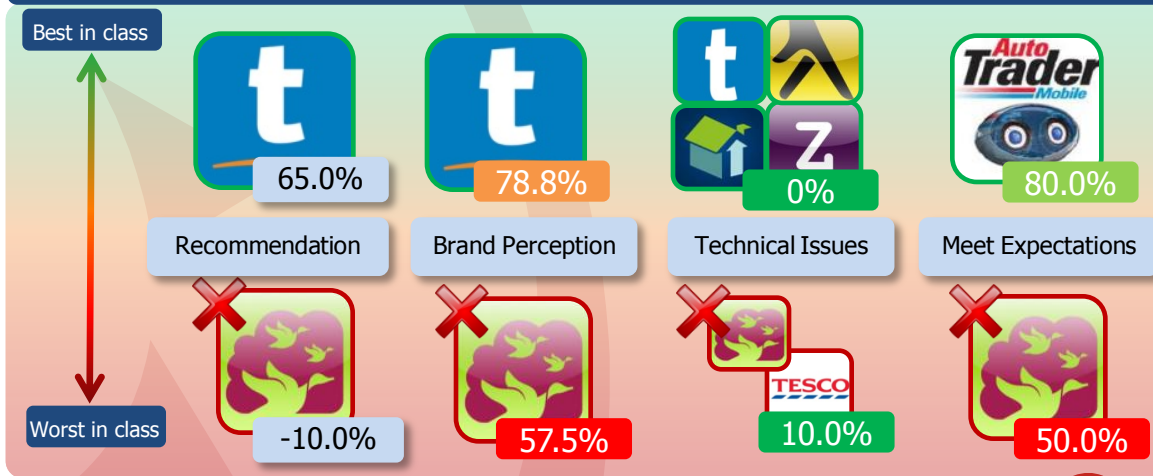 Best in class
t
t
t
Z
Auto
Trader
Mobile
65.0%
78.8%
0%
80.0%
Recommendation
Brand Perception
Technical Issues
Meet Expectations
TESCO
Worst in class
-10.0%
57.5%
10.0%
50.0%